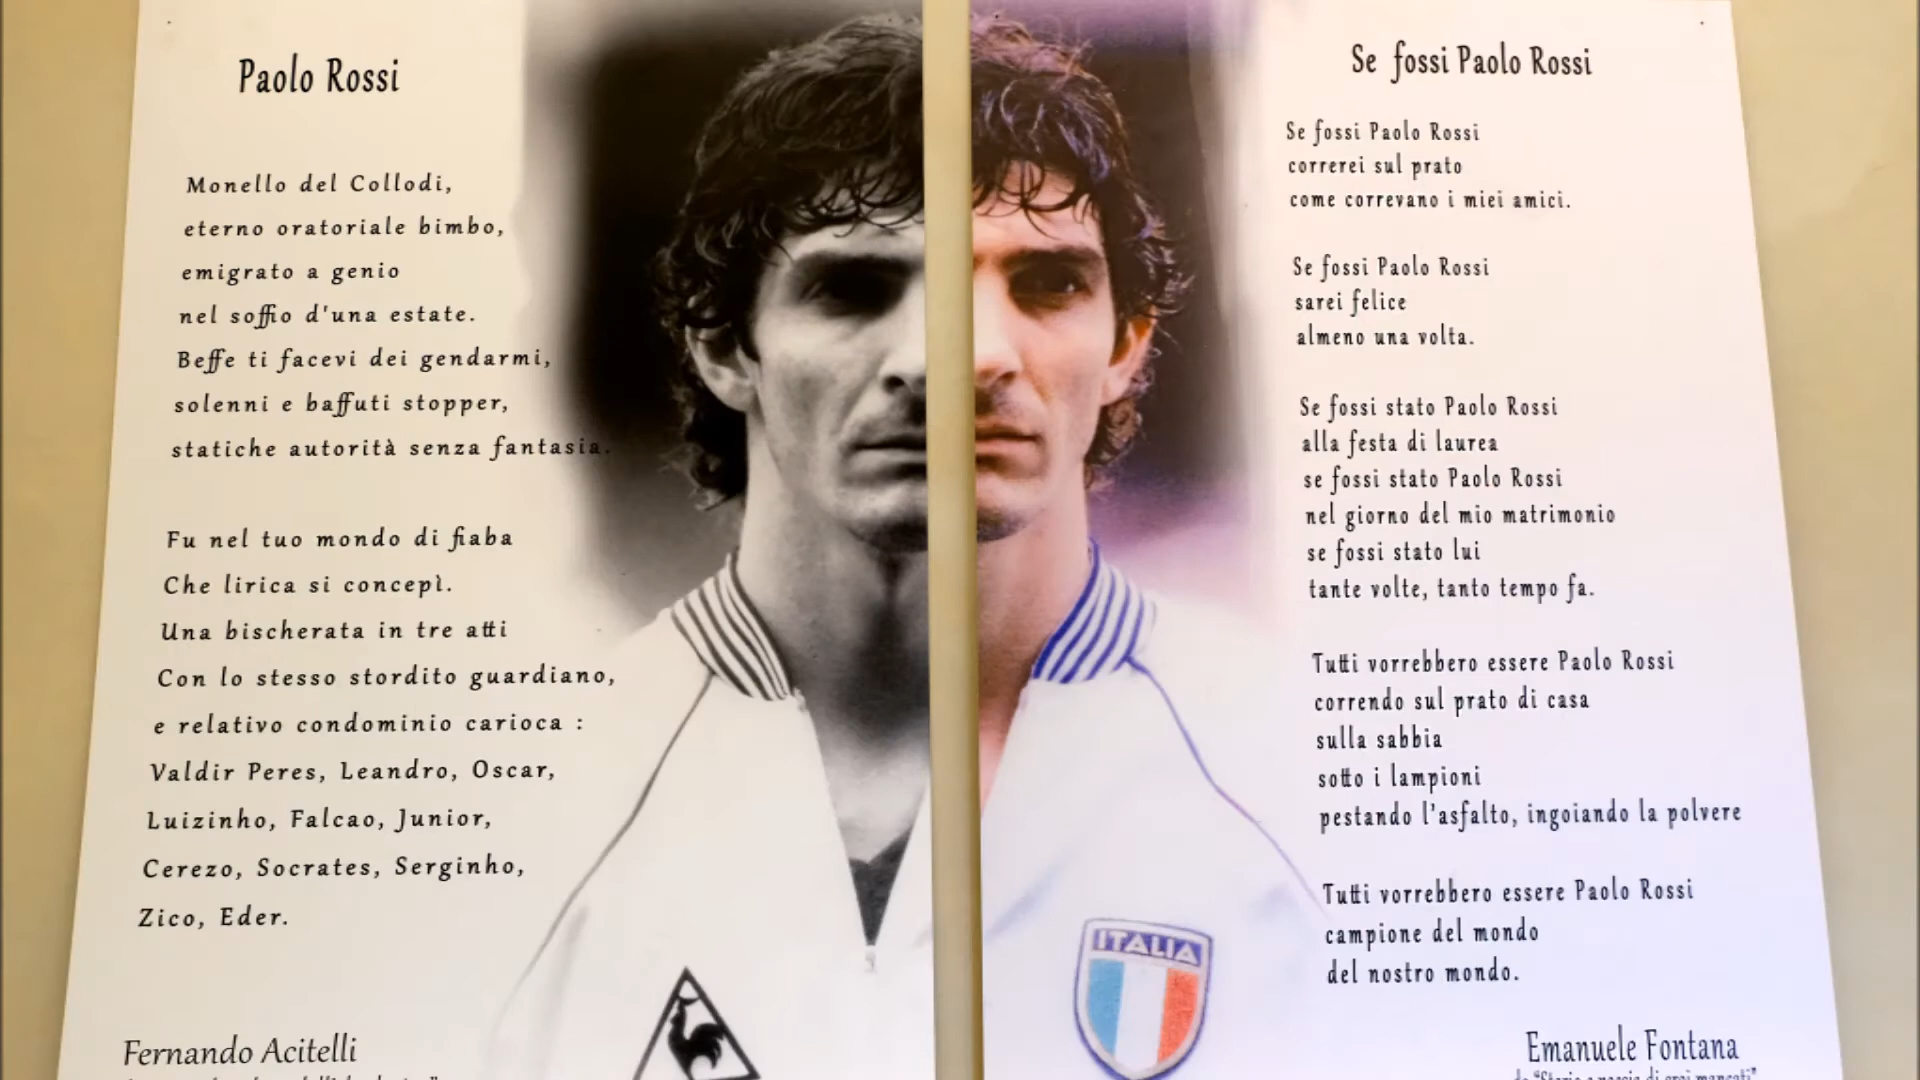 Paolo Rossi
Monello del Collodi,
eterno oratoriale bimbo,
emigrato a genio
nel soffio d'una estate.
Beffe ti facevi dei gendarmi,
solenni e baffuti stopper,
statiche autorità senza fantasia.
Fu nel tuo mondo di fiaba
Che lirica si concepì.
Una bischerata in tre atti
Con lo stesso stordito guardiano,
e relativo condominio carioca :
Valdir Peres, Leandro, Oscar,
Luizinho, Falcao, Junior,
Cerezo, Socrates, Serginho,
Zico, Eder.
Fernando Acitelli
Se fossi Paolo Rossi
Se fossi Paolo Rossi
correrei sul prato
come correvano i miei amici.
Se fossi Paolo Rossi
sarei felice
almeno una volta.
Se fossi stato Paolo Rossi
alla festa di laurea
se fossi stato Paolo Rossi
nel giorno del mio matrimonio
se fossi stato lui
tante volte, tanto tempo fa.
Tutti vorrebbero essere Paolo Rossi
correndo sul prato di casa
sulla sabbia
sotto i lampioni
pestando l'asfalto, ingoiando la polvere
Tutti vorrebbero essere Paolo Rossi
campione del mondo
del nostro mondo.
ITALIA
Emanuele Fontana
da "Storie e poesie di eroi mancati"